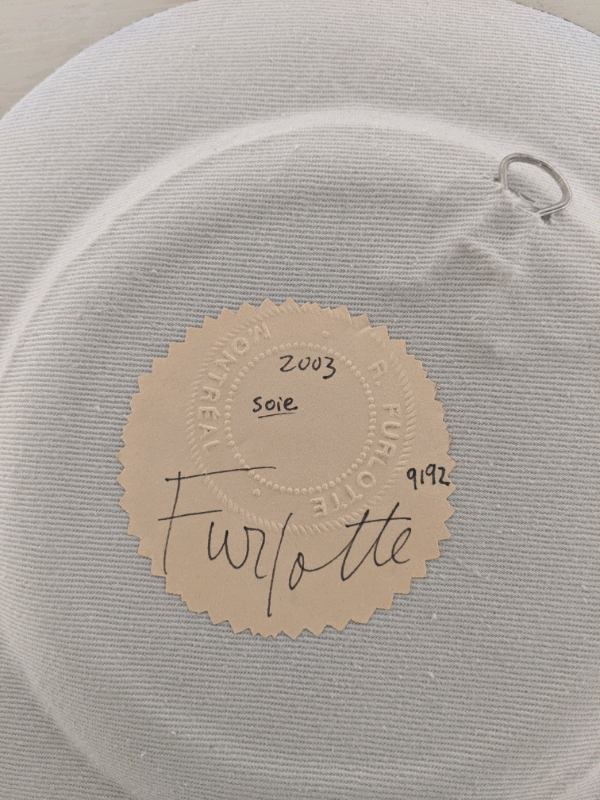 2003
soie
9192
Furlotte
R. FURLOTTE
MONTREAL